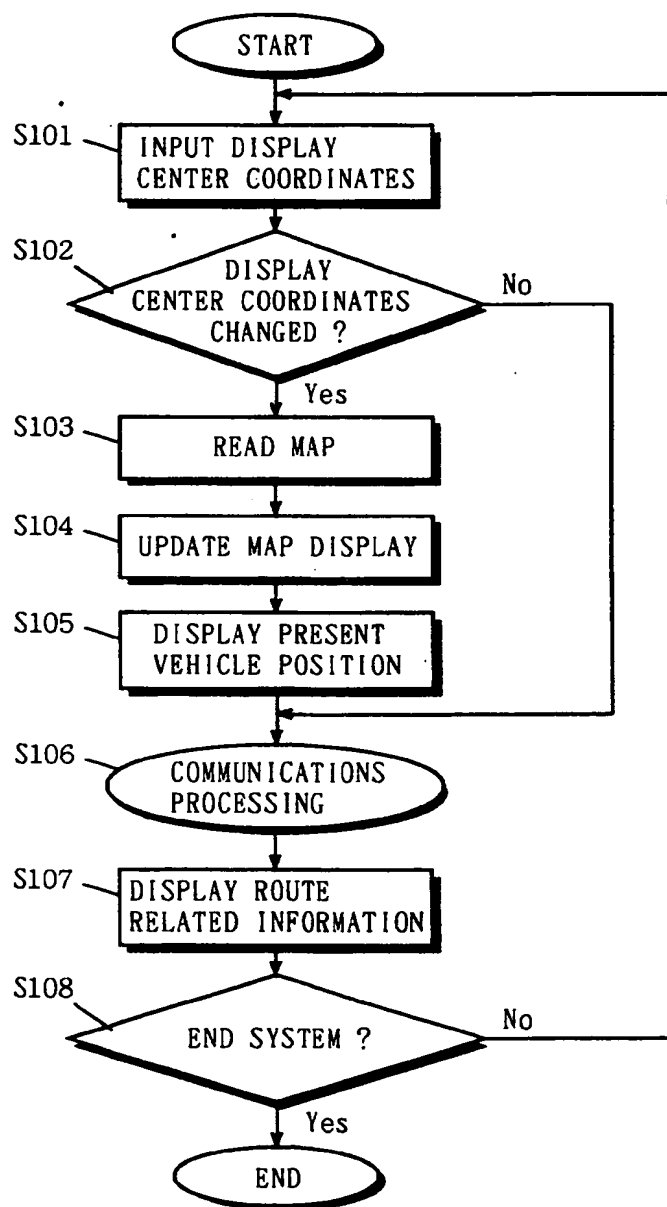 START
S101
INPUT DISPLAY
CENTER COORDINATES
S102
DISPLAY
CENTER COORDINATES
CHANGED ?
No
Yes
S103
READ MAP
S104
UPDATE MAP DISPLAY
S105
DISPLAY PRESENT
VEHICLE POSITION
S106
COMMUNICATIONS
PROCESSING
S107
DISPLAY ROUTE
RELATED INFORMATION
S108
END SYSTEM ?
No
Yes
END